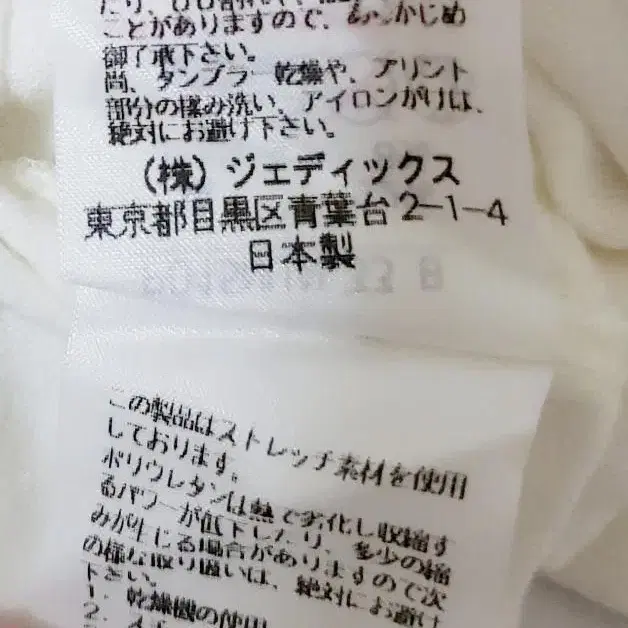 ことがありますので、あらかじめ
御了承下さい。
尚、タンブラー乾燥や、プリント
部分の揉み洗い、アイロンがけは、
絶対にお避け下さい。
（株）ジェディックス
東京都目黒区青葉台2-1-4
日本製
この製品はストレッチ素材を使用
しております。
ポリウレタンは熱で劣化し収縮す
るパワーが低下したり、多少の縮
みが生じる場合がありますので次
の様な取り扱いは、絶対にお避け
下さい。
1. 乾燥機の使用
2.